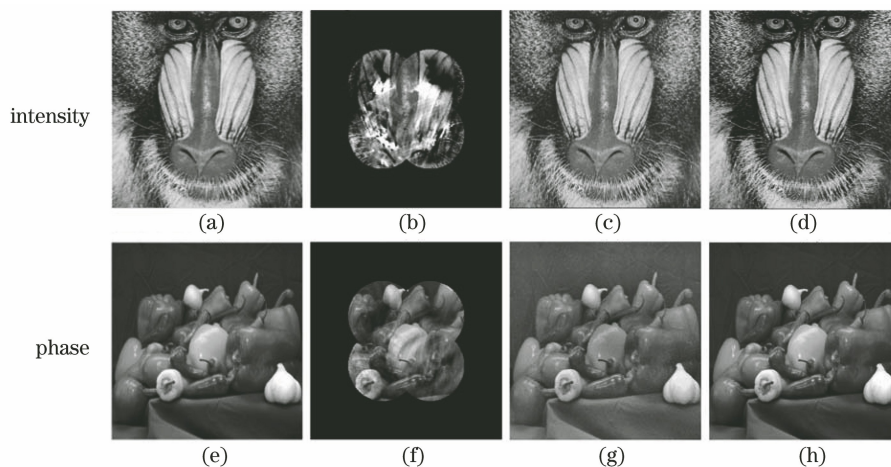 intensity
(a) (b) (c) (d)
phase
(e) (f) (g) (h)